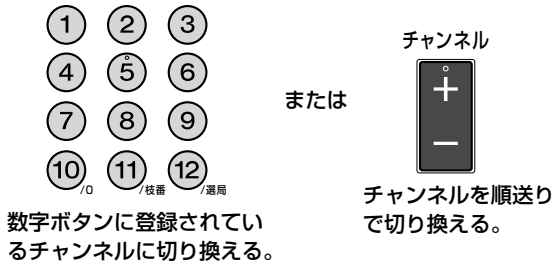 1 2 3
4 5 6
7 8 9
10/0 11/枝番 12/選局
数字ボタンに登録されてい
るチャンネルに切り換える。
または
チャンネル
+
−
チャンネルを順送り
で切り換える。